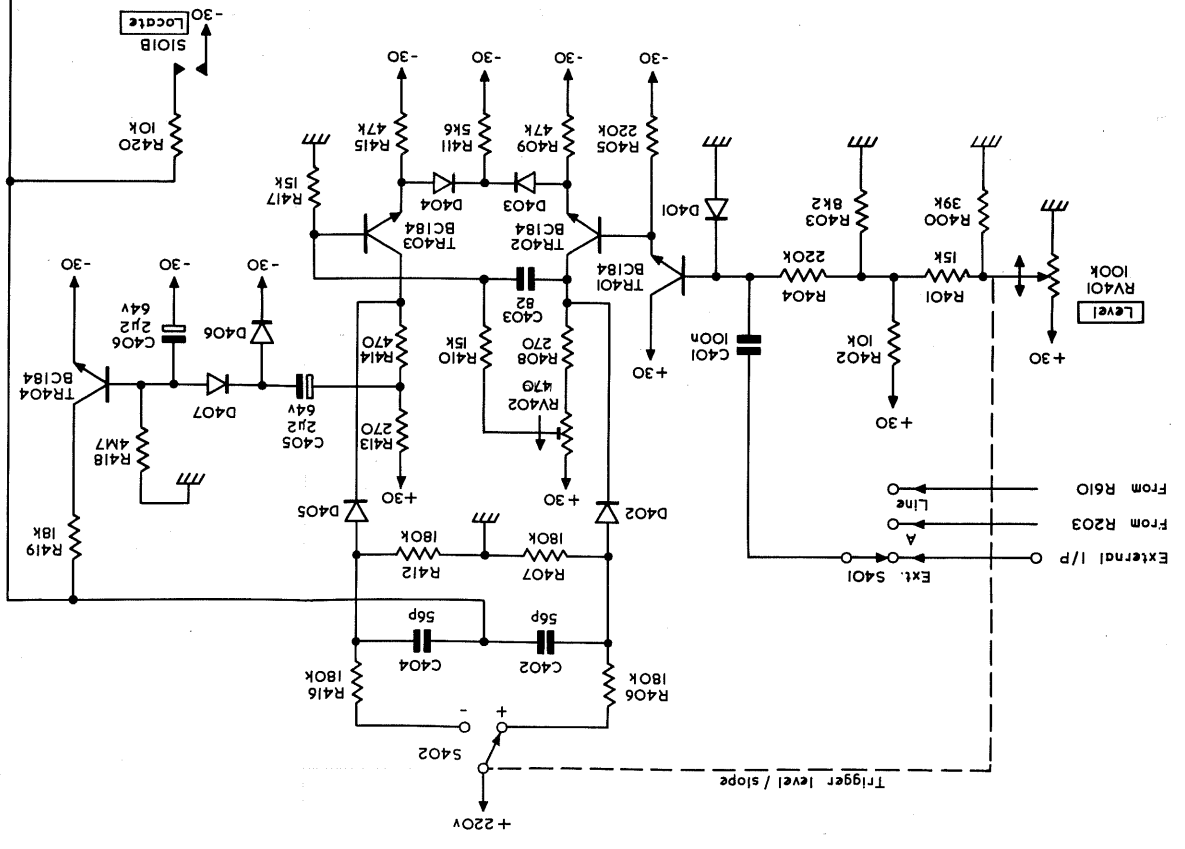 +220v
Trigger level / slope
S402
+
-
R406
180k
R416
180k
C402
C404
56p
56p
External I/P
Ext.
S401
From R203
A
From R610
Line
R407
180k
R412
180k
D402
D405
R419
18k
+30
+30
+30
R418
4M7
R402
10k
RV402
470
R413
270
C405
2µ2
64v
D407
TR404
BC184
+30
Level
RV401
100k
+30
R401
15k
R404
220k
C401
100n
TR401
BC184
R408
270
C403
82
R410
15k
R414
470
D406
C406
2µ2
64v
-30
-30
-30
R400
39k
R403
8k2
D401
TR402
BC184
D403
D404
TR403
BC184
R417
15k
R405
220k
R409
47k
R411
5k6
R415
47k
R420
10k
-30
-30
-30
-30
S101B
Locate
-30